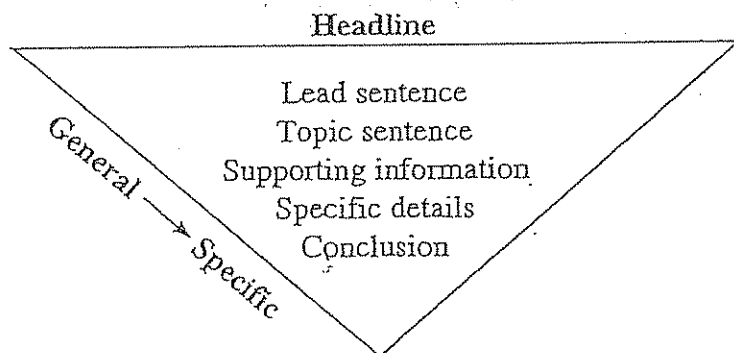 Headline
Lead sentence
Topic sentence
Supporting information
Specific details
Conclusion
General → Specific